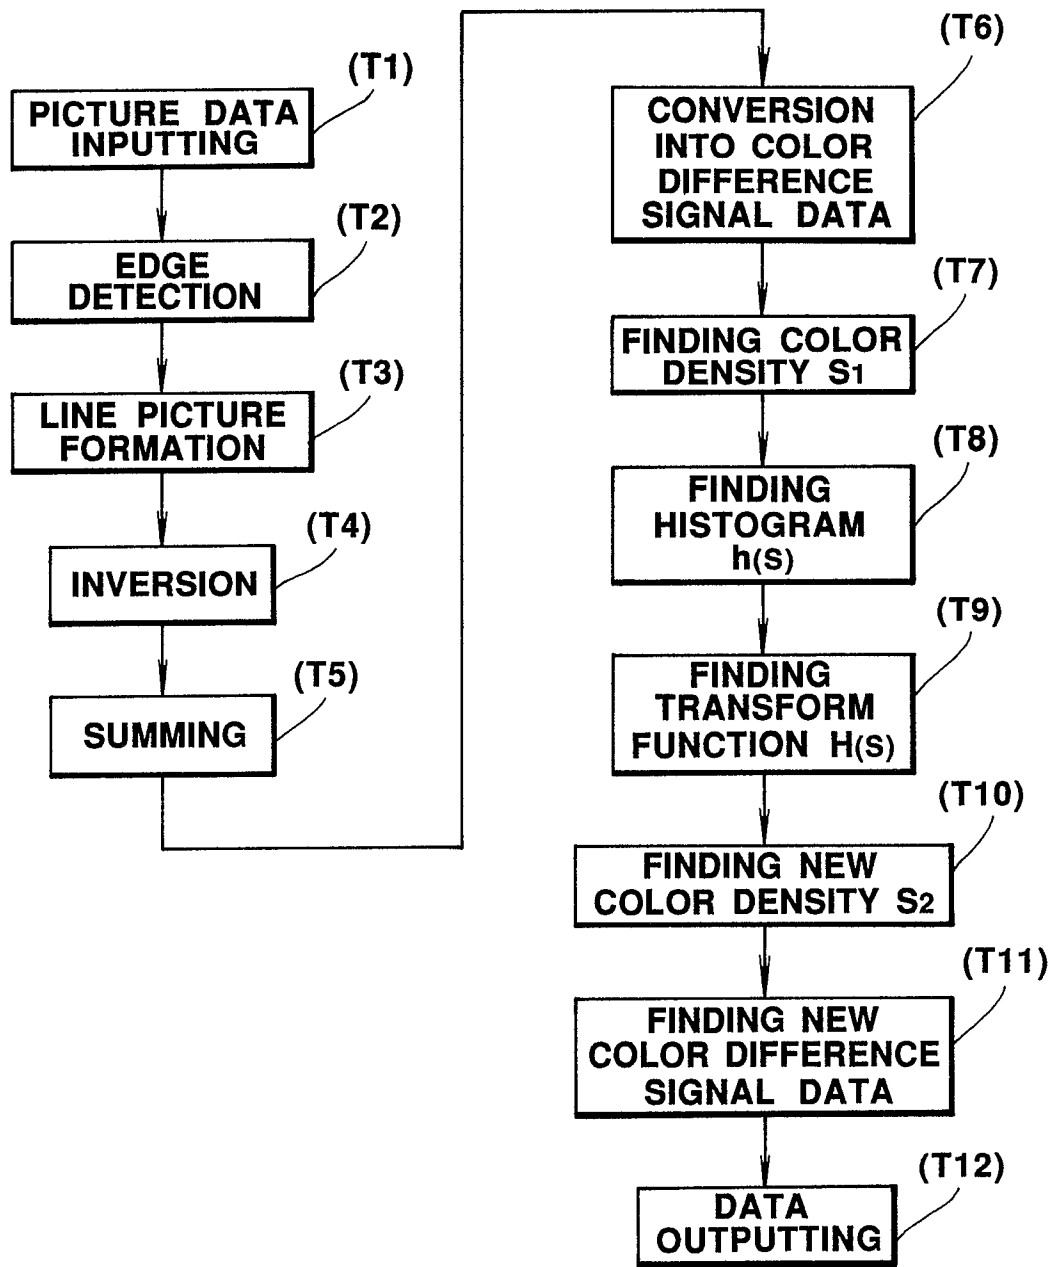 (T1)
PICTURE DATA
INPUTTING
(T2)
EDGE
DETECTION
(T3)
LINE PICTURE
FORMATION
(T4)
INVERSION
(T5)
SUMMING
(T6)
CONVERSION
INTO COLOR
DIFFERENCE
SIGNAL DATA
(T7)
FINDING COLOR
DENSITY S1
(T8)
FINDING
HISTOGRAM
h(S)
(T9)
FINDING
TRANSFORM
FUNCTION H(S)
(T10)
FINDING NEW
COLOR DENSITY S2
(T11)
FINDING NEW
COLOR DIFFERENCE
SIGNAL DATA
(T12)
DATA
OUTPUTTING